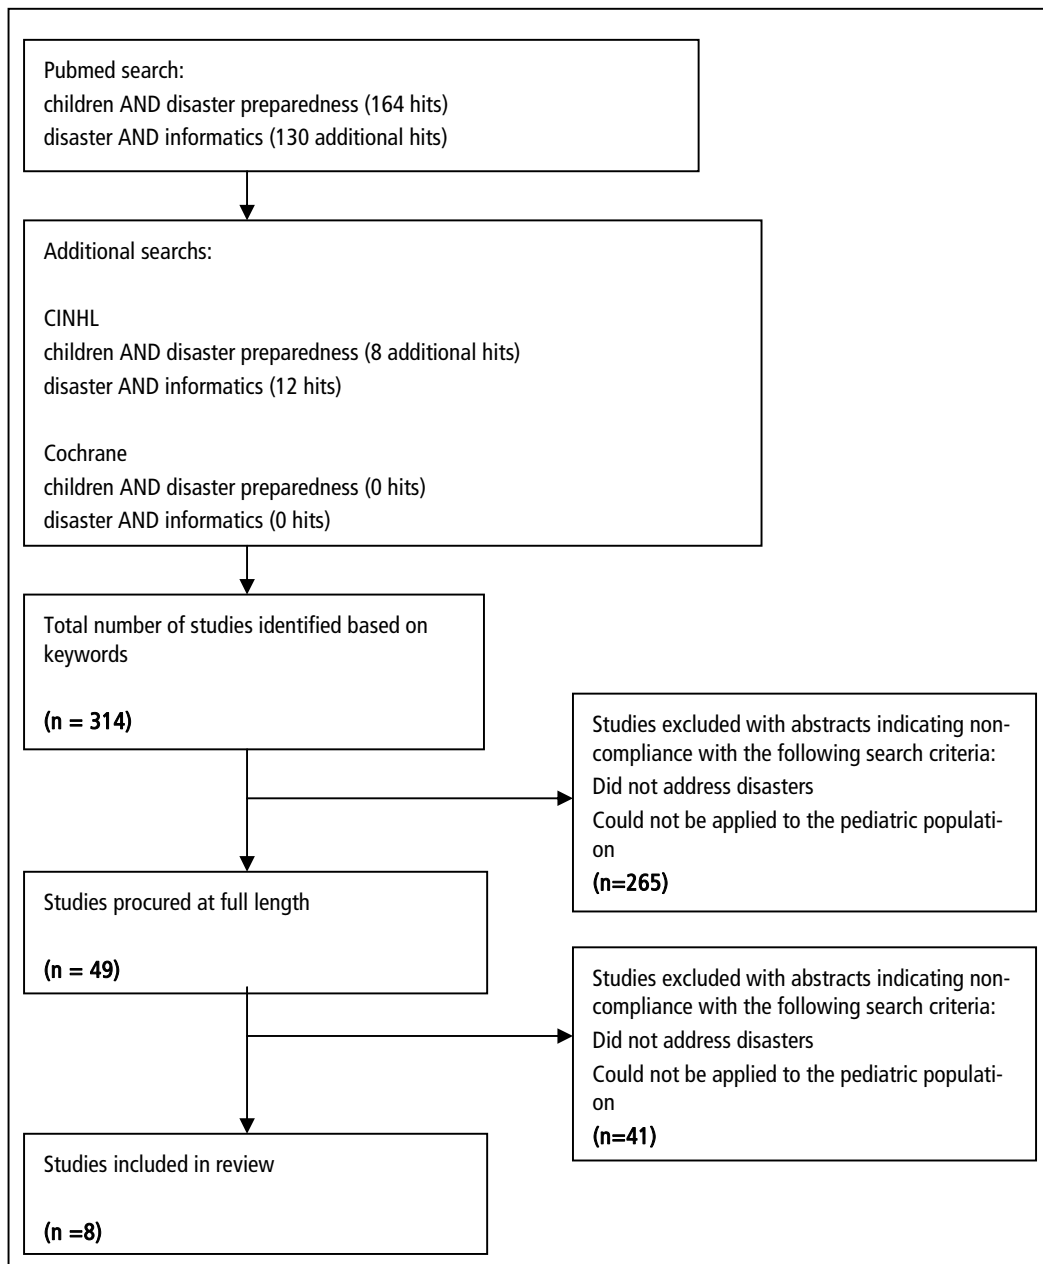 Pubmed search:
children AND disaster preparedness (164 hits)
disaster AND informatics (130 additional hits)
Additional searchs:
CINHL
children AND disaster preparedness (8 additional hits)
disaster AND informatics (12 hits)
Cochrane
children AND disaster preparedness (0 hits)
disaster AND informatics (0 hits)
Total number of studies identified based on
keywords
(n = 314)
Studies excluded with abstracts indicating non-
compliance with the following search criteria:
Did not address disasters
Could not be applied to the pediatric populati-
on
(n=265)
Studies procured at full length
(n = 49)
Studies excluded with abstracts indicating non-
compliance with the following search criteria:
Did not address disasters
Could not be applied to the pediatric populati-
on
(n=41)
Studies included in review
(n =8)